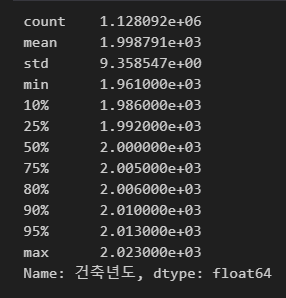 count    1.128092e+06
mean     1.998791e+03
std      9.358547e+00
min      1.961000e+03
10%      1.986000e+03
25%      1.992000e+03
50%      2.000000e+03
75%      2.005000e+03
80%      2.006000e+03
90%      2.010000e+03
95%      2.013000e+03
max      2.023000e+03
Name: 건축년도, dtype: float64